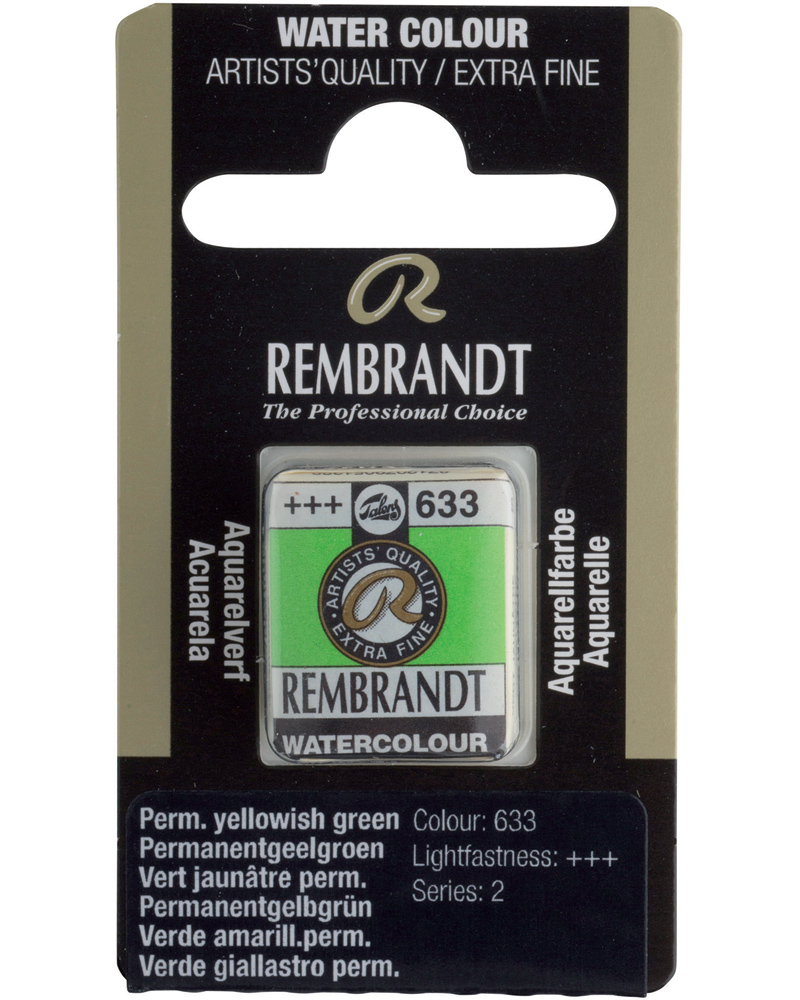 WATER COLOUR
ARTISTS' QUALITY / EXTRA FINE
R
REMBRANDT
The Professional Choice
+++ Talens 633
ARTISTS' QUALITY
R
EXTRA FINE
REMBRANDT
WATERCOLOUR
Aquarelverf
Acuarela
Aquarellfarbe
Aquarelle
Perm. yellowish green
Permanentgeelgroen
Vert jaunâtre perm.
Permanentgelbgrün
Verde amarill.perm.
Verde giallastro perm.
Colour: 633
Lightfastness: +++
Series: 2